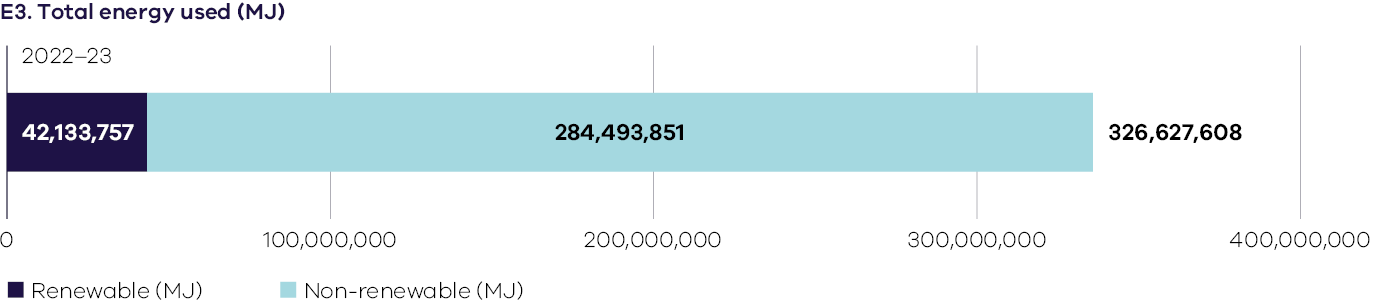 E3. Total energy used (MJ)
2022–23
42,133,757 284,493,851 326,627,608
0 100,000,000 200,000,000 300,000,000 400,000,000
Renewable (MJ) Non-renewable (MJ)